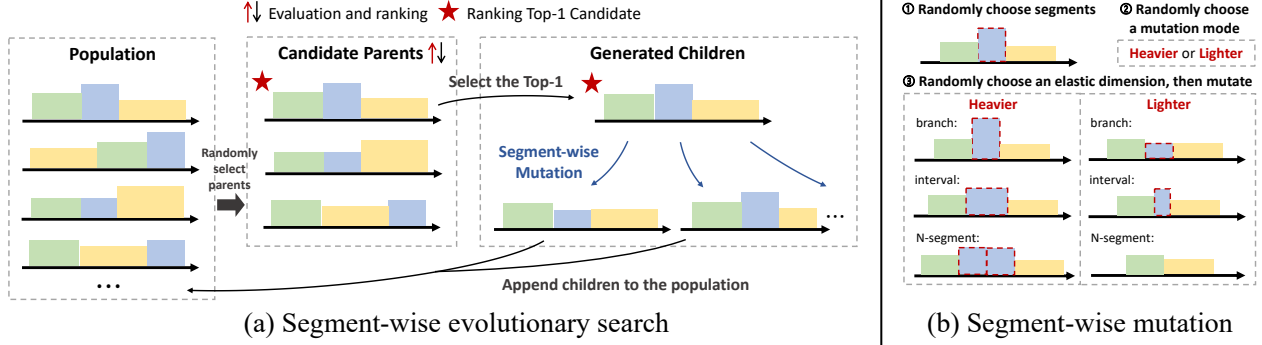 Evaluation and ranking
Ranking Top-1 Candidate
Population
Candidate Parents
Generated Children
Select the Top-1
Randomly
select
parents
Segment-wise
Mutation
...
...
Append children to the population
(a) Segment-wise evolutionary search
① Randomly choose segments
② Randomly choose
a mutation mode
Heavier or Lighter
③ Randomly choose an elastic dimension, then mutate
Heavier
Lighter
branch:
branch:
interval:
interval:
N-segment:
N-segment:
(b) Segment-wise mutation